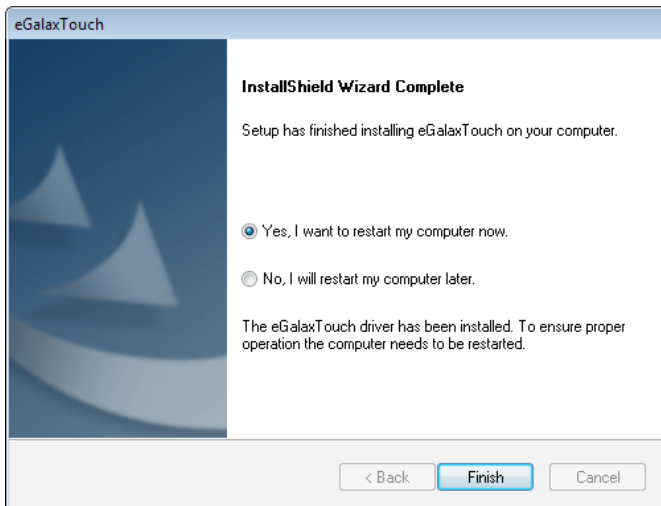 eGalaxTouch
InstallShield Wizard Complete
Setup has finished installing eGalaxTouch on your computer.
Yes, I want to restart my computer now.
No, I will restart my computer later.
The eGalaxTouch driver has been installed. To ensure proper
operation the computer needs to be restarted.
< Back
Finish
Cancel